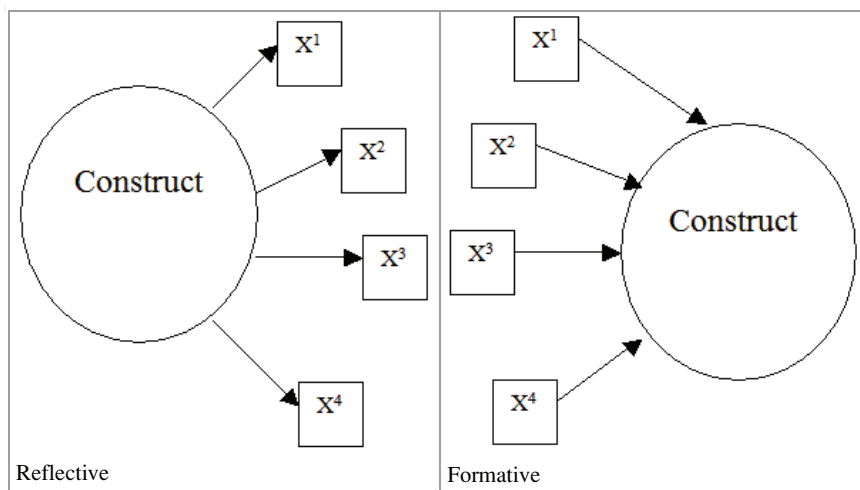 X¹
X²
Construct
X³
X⁴
Reflective
X¹
X²
Construct
X³
X⁴
Formative